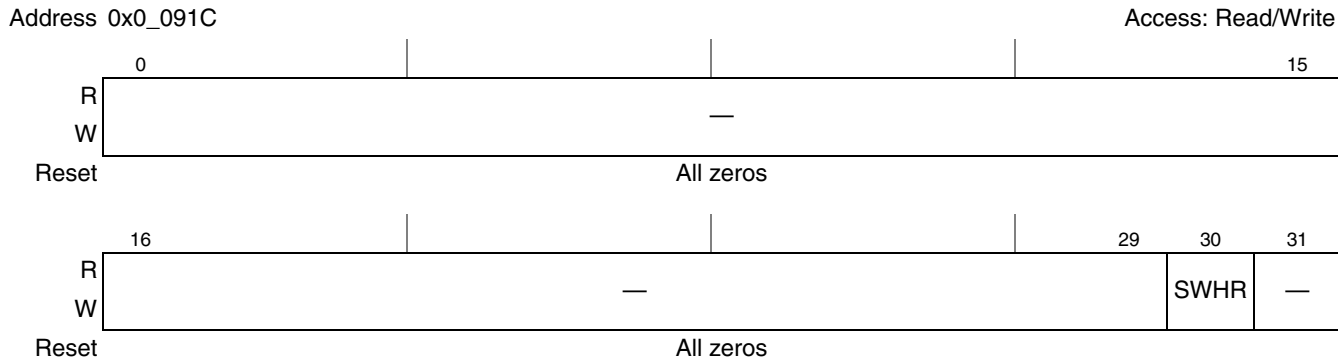 Address 0x0_091C Access: Read/Write
0 15
R
—
W
Reset All zeros
16 29 30 31
R
— SWHR —
W
Reset All zeros